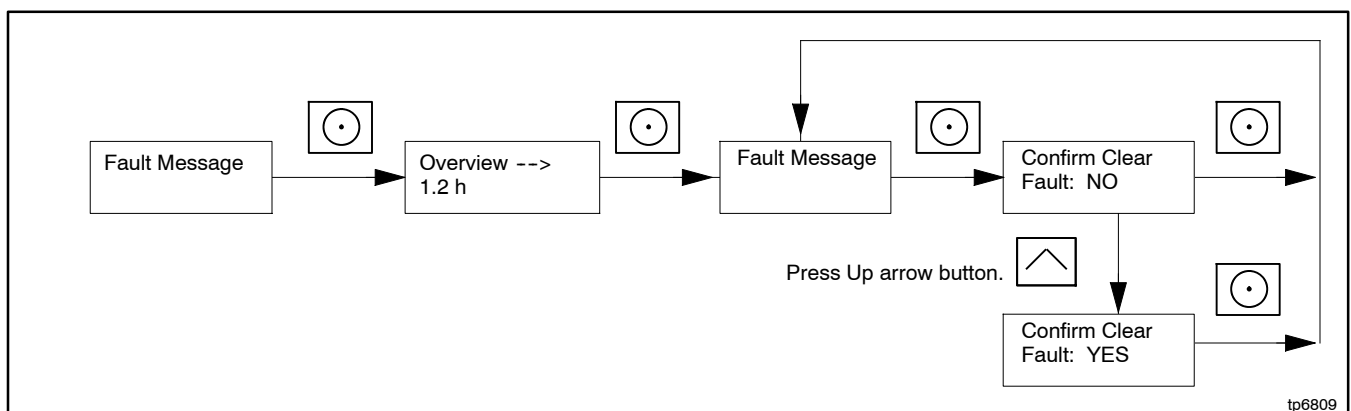 Fault Message
Overview -->
1.2 h
Fault Message
Confirm Clear
Fault: NO
Press Up arrow button.
Confirm Clear
Fault: YES
tp6809